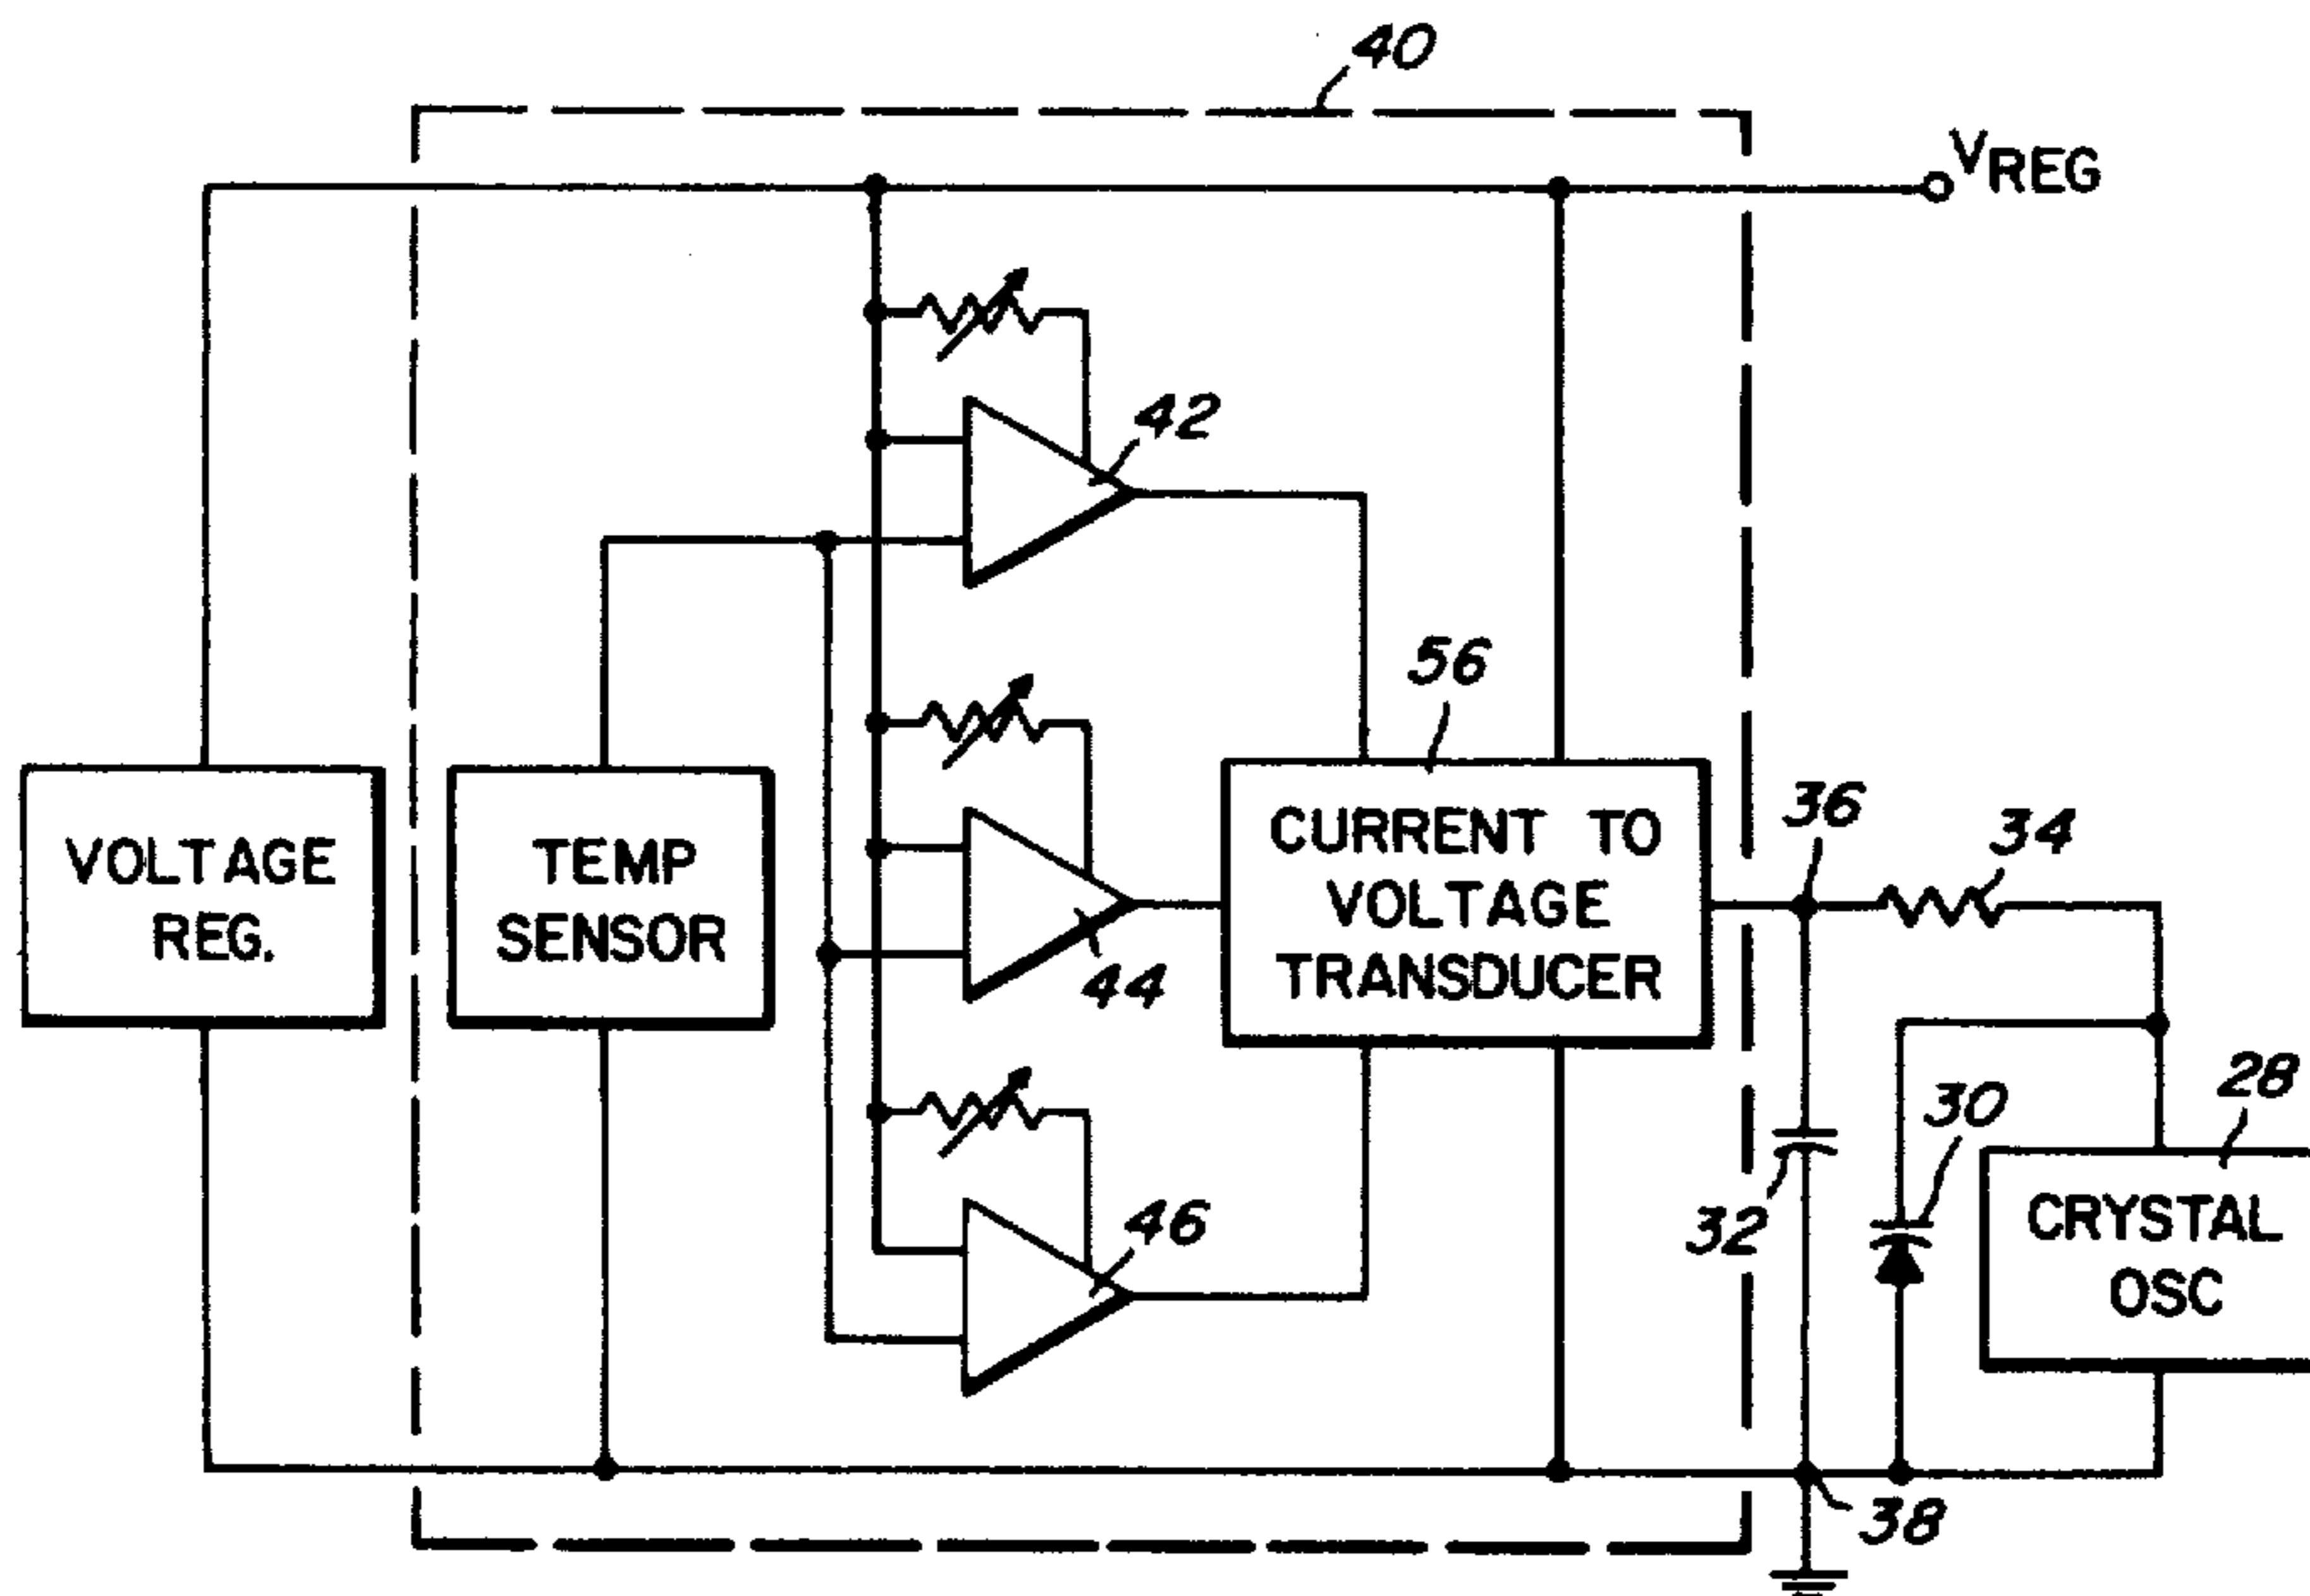 40
VREG
42
56
36
34
VOLTAGE
REG.
TEMP
SENSOR
CURRENT TO
VOLTAGE
TRANSDUCER
44
28
30
32
46
CRYSTAL
OSC
38